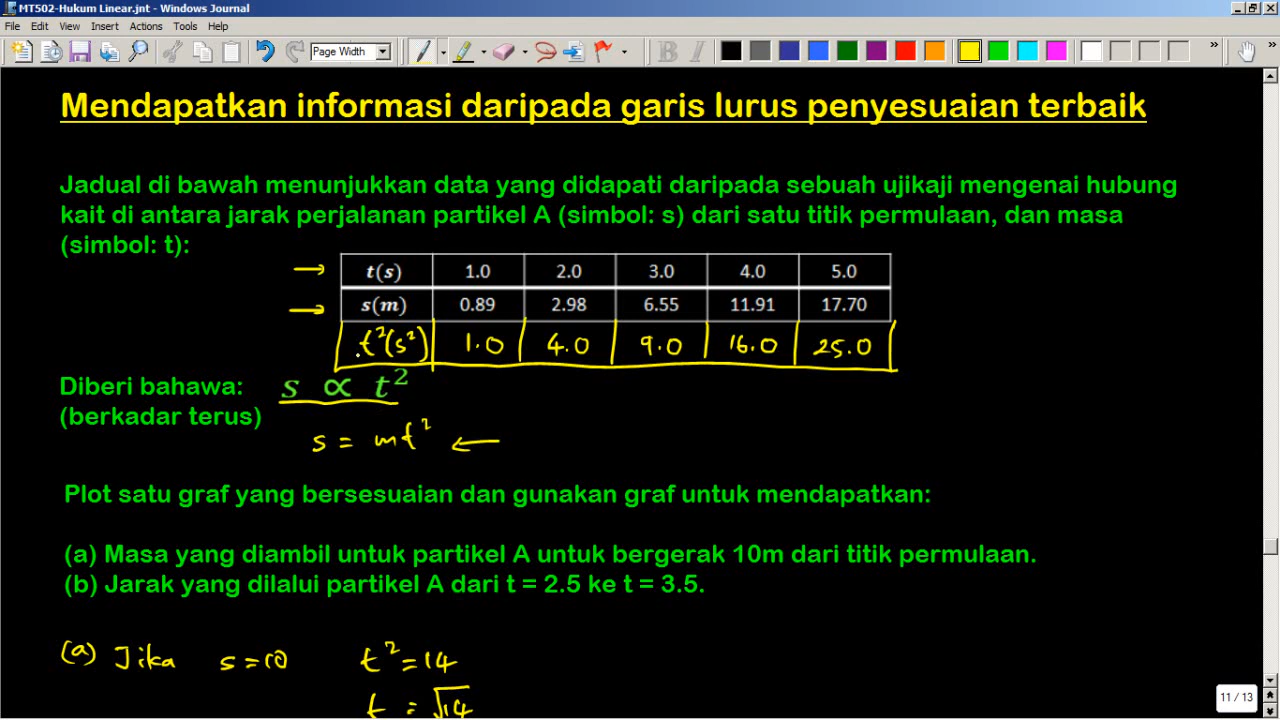 MT502-Hukum Linear.jnt - Windows Journal
File Edit View Insert Actions Tools Help
Page Width
Mendapatkan informasi daripada garis lurus penyesuaian terbaik
Jadual di bawah menunjukkan data yang didapati daripada sebuah ujikaji mengenai hubung
kait di antara jarak perjalanan partikel A (simbol: s) dari satu titik permulaan, dan masa
(simbol: t):
→ t(s) 1.0 2.0 3.0 4.0 5.0
→ s(m) 0.89 2.98 6.55 11.91 17.70
t²(s²) 1.0 4.0 9.0 16.0 25.0
Diberi bahawa: s ∝ t²
(berkadar terus)
s = mt² ←
Plot satu graf yang bersesuaian dan gunakan graf untuk mendapatkan:
(a) Masa yang diambil untuk partikel A untuk bergerak 10m dari titik permulaan.
(b) Jarak yang dilalui partikel A dari t = 2.5 ke t = 3.5.
(a) Jika s = 10 t² = 14
t = √14
11 / 13